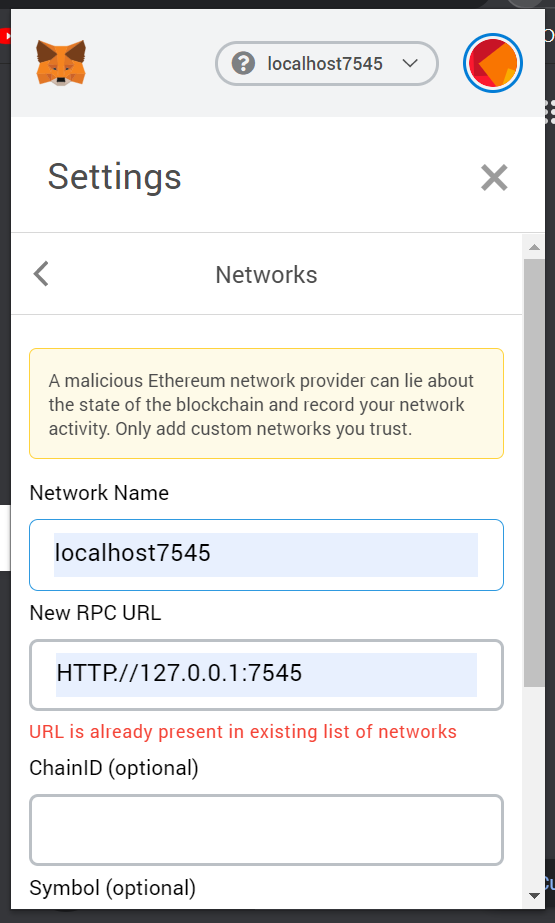 localhost7545
Settings
Networks
A malicious Ethereum network provider can lie about
the state of the blockchain and record your network
activity. Only add custom networks you trust.
Network Name
localhost7545
New RPC URL
HTTP://127.0.0.1:7545
URL is already present in existing list of networks
ChainID (optional)
Symbol (optional)